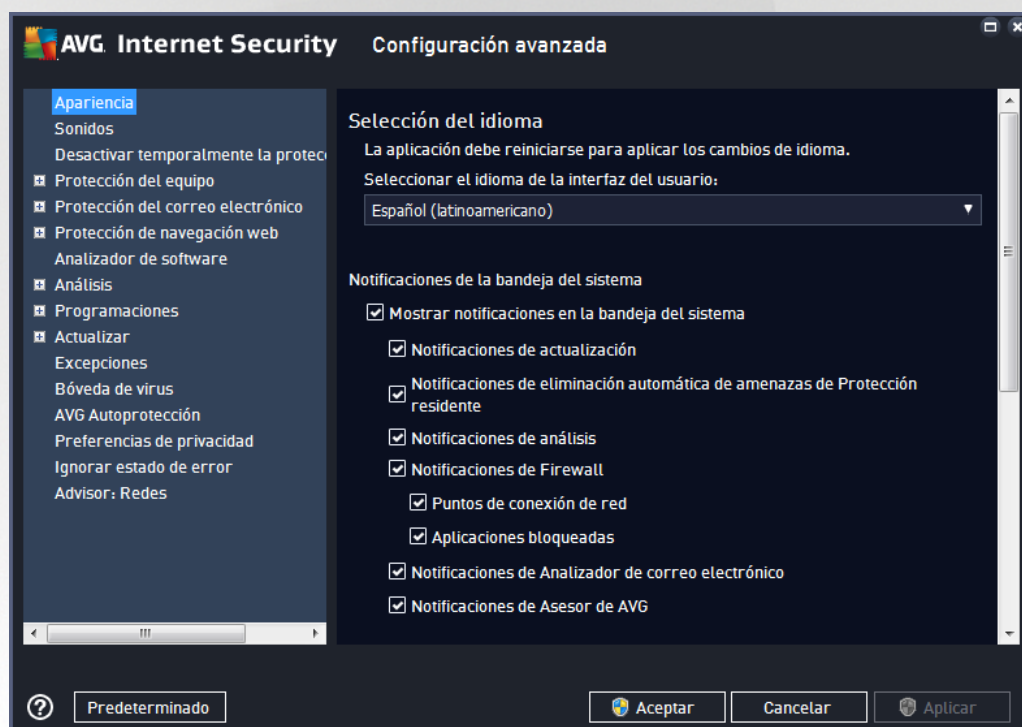 AVG. Internet Security
Configuración avanzada
Apariencia
Sonidos
Desactivar temporalmente la protec
Protección del equipo
Protección del correo electrónico
Protección de navegación web
Analizador de software
Análisis
Programaciones
Actualizar
Excepciones
Bóveda de virus
AVG Autoprotección
Preferencias de privacidad
Ignorar estado de error
Advisor: Redes
Selección del idioma
La aplicación debe reiniciarse para aplicar los cambios de idioma.
Seleccionar el idioma de la interfaz del usuario:
Español (latinoamericano)
Notificaciones de la bandeja del sistema
Mostrar notificaciones en la bandeja del sistema
Notificaciones de actualización
Notificaciones de eliminación automática de amenazas de Protección
residente
Notificaciones de análisis
Notificaciones de Firewall
Puntos de conexión de red
Aplicaciones bloqueadas
Notificaciones de Analizador de correo electrónico
Notificaciones de Asesor de AVG
?
Predeterminado
Aceptar
Cancelar
Aplicar